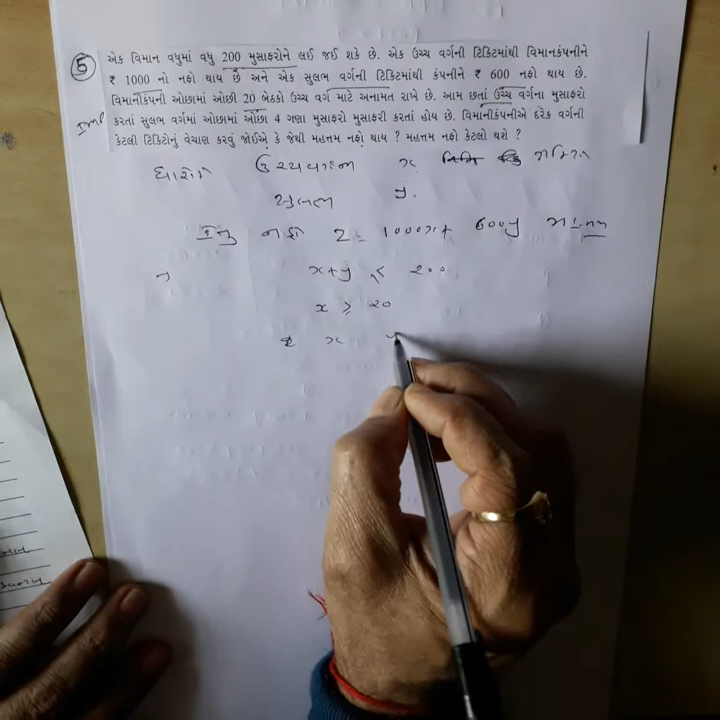 5 એક વિમાન વધુમાં વધુ 200 મુસાફરોને લઈ જઈ શકે છે. એક ઉચ્ચ વર્ગની ટિકિટમાંથી વિમાનકંપનીને
₹ 1000 નો નફો થાય છે અને એક સુલભ વર્ગની ટિકિટમાંથી કંપનીને ₹ 600 નફો થાય છે.
વિમાનીકંપની ઓછામાં ઓછી 20 બેઠકો ઉચ્ચ વર્ગ માટે અનામત રાખે છે. આમ છતાં ઉચ્ચ વર્ગના મુસાફરો
IMP કરતાં સુલભ વર્ગમાં ઓછામાં ઓછા 4 ગણા મુસાફરો મુસાફરી કરતાં હોય છે. વિમાનીકંપનીએ દરેક વર્ગની
કેટલી ટિકિટોનું વેચાણ કરવું જોઈએ કે જેથી મહત્તમ નફો થાય ? મહત્તમ નફો કેટલો થશે ?
ધારો કે ઉચ્ચવર્ગની x
સુલભ y.
હેતુ નફો Z = 1000x + 600y
x+y ≤ 200
x ≥ 20
x